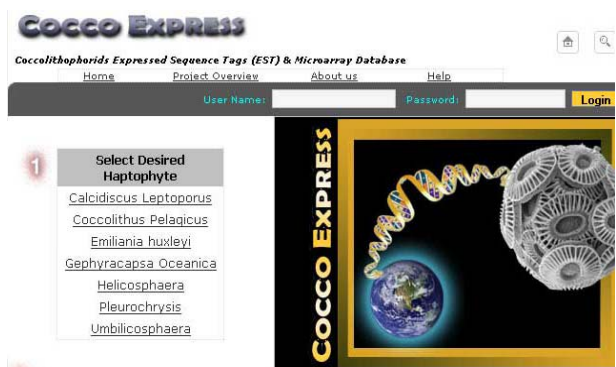 COCCO EXPRESS
Coccolithophorids Expressed Sequence Tags (EST) & Microarray Database
Home Project Overview About us Help
User Name: Password: Login
1
Select Desired
Haptophyte
Calcidiscus Leptoporus
Coccolithus Pelagicus
Emiliania huxleyi
Gephyracapsa Oceanica
Helicosphaera
Pleurochrysis
Umbilicosphaera
COCCO EXPRESS